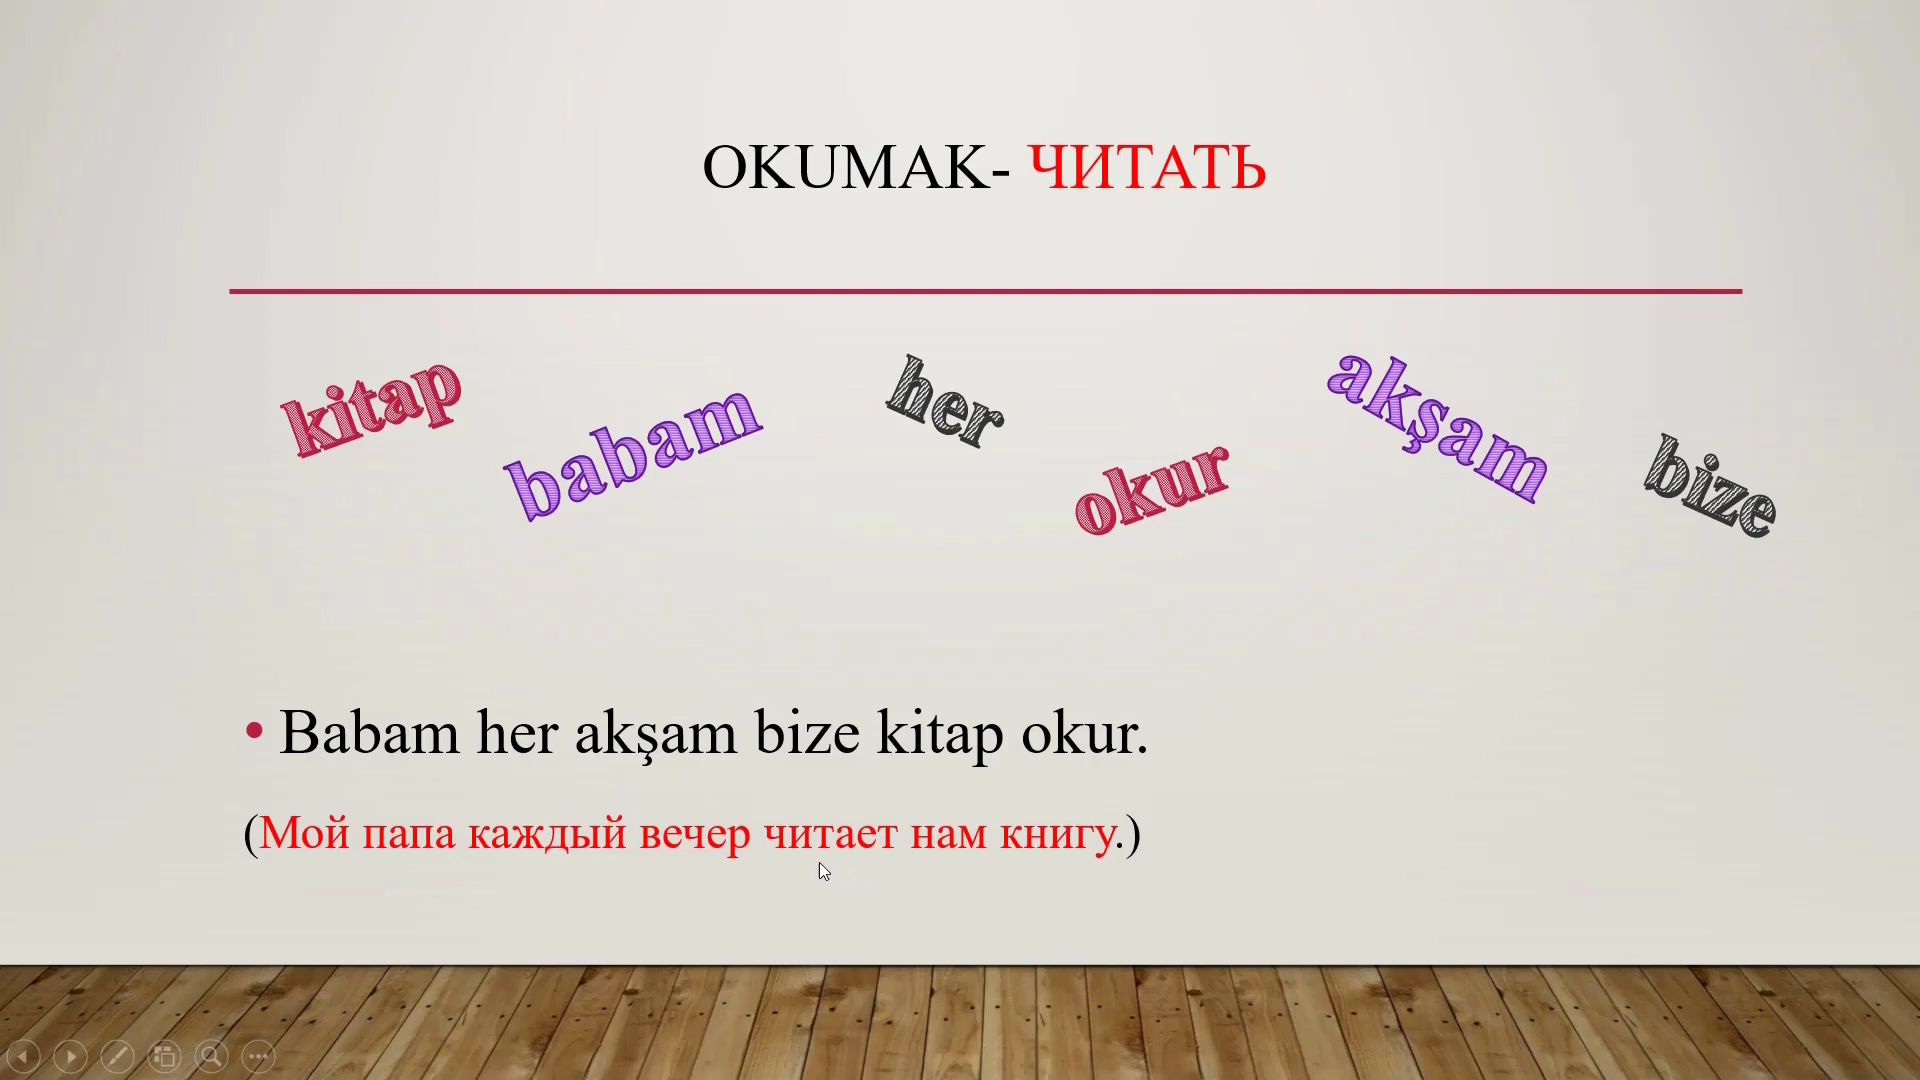 OKUMAK- ЧИТАТЬ
kitap
babam
her
okur
akşam
bize
• Babam her akşam bize kitap okur.
(Мой папа каждый вечер читает нам книгу.)